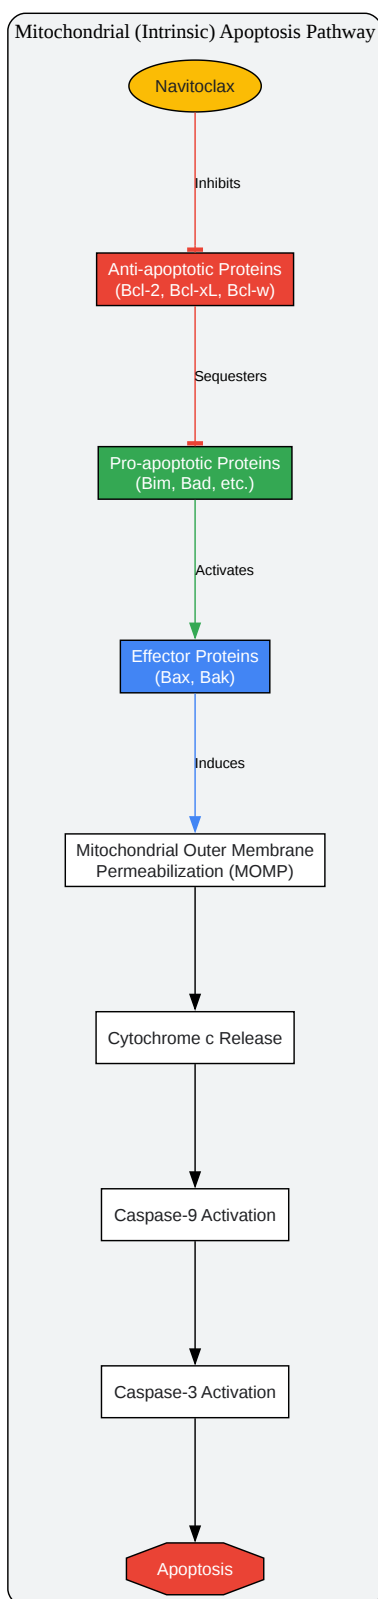 Mitochondrial (Intrinsic) Apoptosis Pathway
Navitoclax
Inhibits
Anti-apoptotic Proteins
(Bcl-2, Bcl-xL, Bcl-w)
Sequesters
Pro-apoptotic Proteins
(Bim, Bad, etc.)
Activates
Effector Proteins
(Bax, Bak)
Induces
Mitochondrial Outer Membrane
Permeabilization (MOMP)
Cytochrome c Release
Caspase-9 Activation
Caspase-3 Activation
Apoptosis